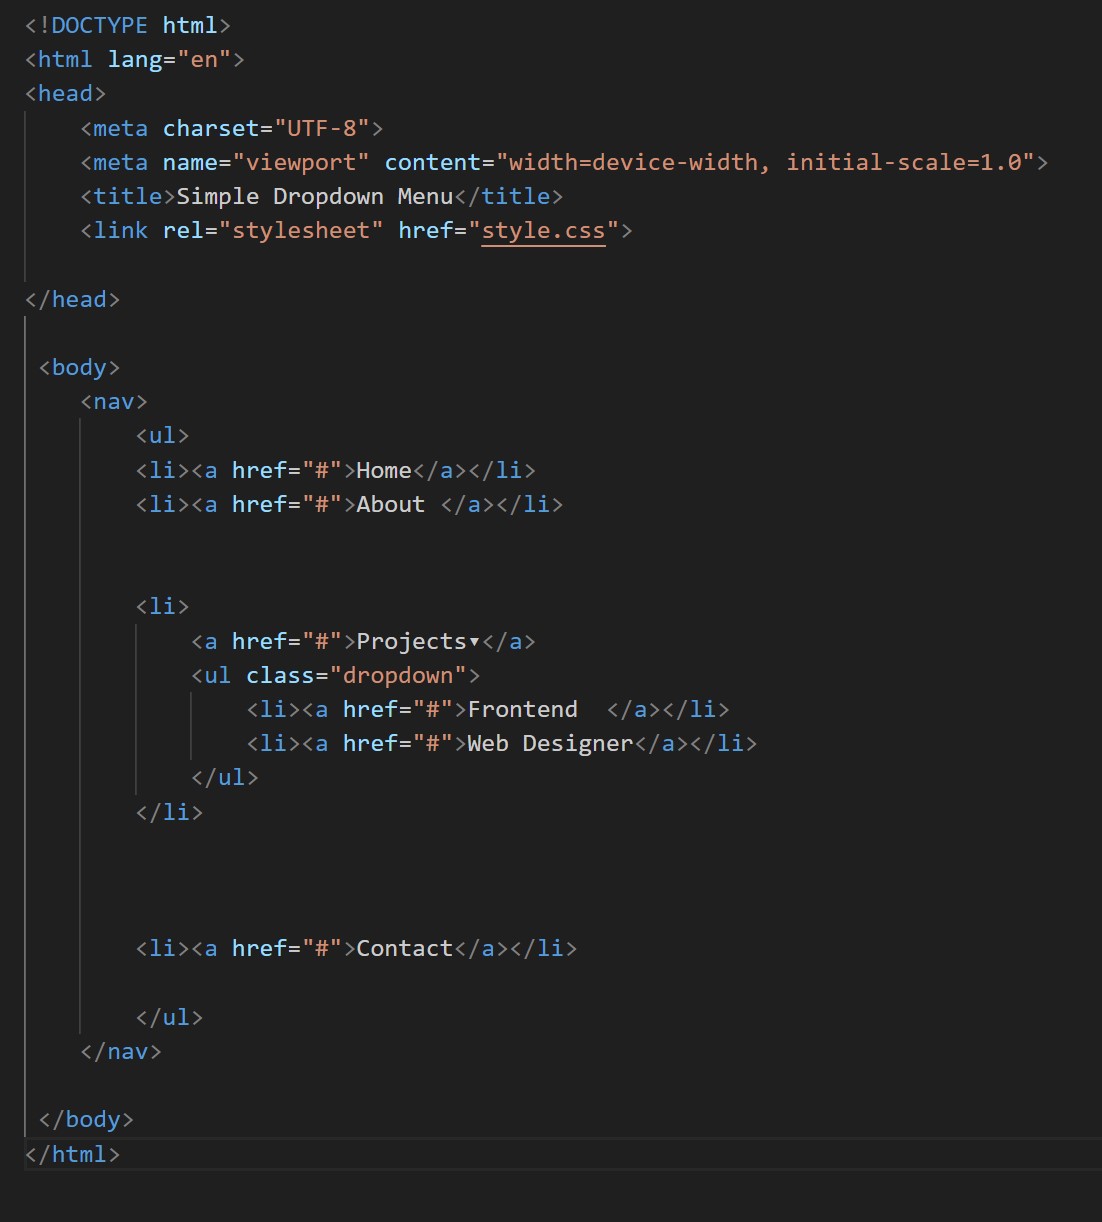 <!DOCTYPE html>
<html lang="en">
<head>
    <meta charset="UTF-8">
    <meta name="viewport" content="width=device-width, initial-scale=1.0">
    <title>Simple Dropdown Menu</title>
    <link rel="stylesheet" href="style.css">
</head>
 <body>
    <nav>
        <ul>
        <li><a href="#">Home</a></li>
        <li><a href="#">About </a></li>
        <li>
            <a href="#">Projects▾</a>
            <ul class="dropdown">
                <li><a href="#">Frontend  </a></li>
                <li><a href="#">Web Designer</a></li>
            </ul>
        </li>
        <li><a href="#">Contact</a></li>
        </ul>
    </nav>
 </body>
</html>